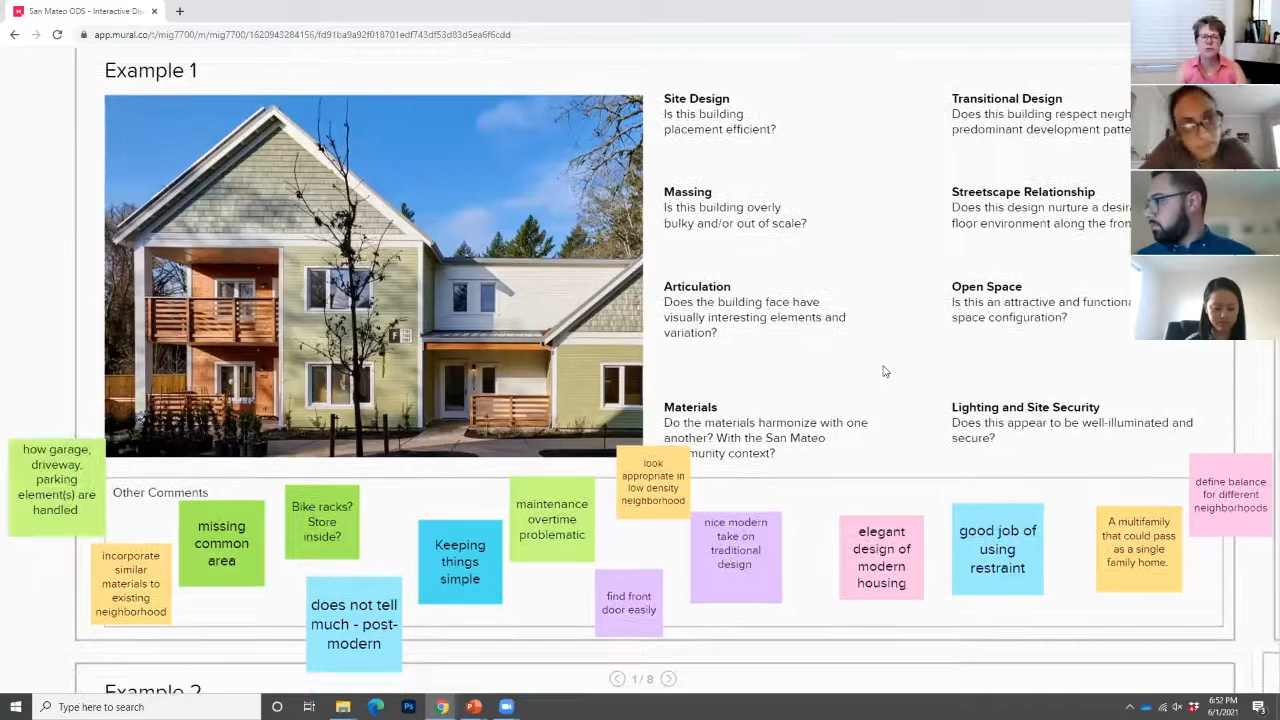 San Mateo ODS - Interactive Di
app.mural.co/t/mig7700/m/mig7700/1620943284156/fd91ba9a92f018701edf743df53d83d5ea6f6cdd
Example 1
Site Design
Is this building
placement efficient?
Transitional Design
Does this building respect neigh
predominant development patte
Massing
Is this building overly
bulky and/or out of scale?
Streetscape Relationship
Does this design nurture a desira
floor environment along the fron
Articulation
Does the building face have
visually interesting elements and
variation?
Open Space
Is this an attractive and function
space configuration?
Materials
Do the materials harmonize with one
another? With the San Mateo
munity context?
Lighting and Site Security
Does this appear to be well-illuminated and
secure?
F
how garage,
driveway,
parking
element(s) are
handled
Other Comments
incorporate
similar
materials to
existing
neighborhood
missing
common
area
Bike racks?
Store
inside?
does not tell
much - post-
modern
Keeping
things
simple
maintenance
overtime
problematic
look
appropriate in
low density
neighborhood
find front
door easily
nice modern
take on
traditional
design
elegant
design of
modern
housing
good job of
using
restraint
A multifamily
that could pass
as a single
family home.
define balance
for different
neighborhoods
Example 2
1 / 8
Type here to search
6:52 PM
6/1/2021